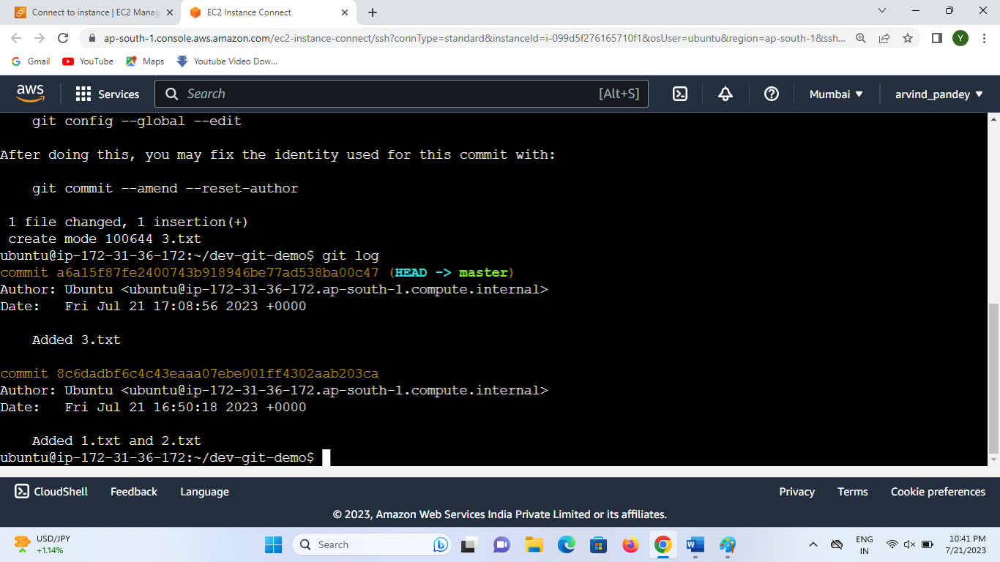 Connect to instance | EC2 Manag
EC2 Instance Connect
ap-south-1.console.aws.amazon.com/ec2-instance-connect/ssh?connType=standard&instanceId=i-099d5f276165710f1&osUser=ubuntu&region=ap-south-1&ssh...
Y
Gmail
YouTube
Maps
Youtube Video Dow...
aws
Services
Search
[Alt+S]
Mumbai
arvind_pandey
git config --global --edit
After doing this, you may fix the identity used for this commit with:
git commit --amend --reset-author
1 file changed, 1 insertion(+)
create mode 100644 3.txt
ubuntu@ip-172-31-36-172:~/dev-git-demo$ git log
commit a6a15f87fe2400743b918946be77ad538ba00c47 (HEAD -> master)
Author: Ubuntu <ubuntu@ip-172-31-36-172.ap-south-1.compute.internal>
Date:   Fri Jul 21 17:08:56 2023 +0000
Added 3.txt
commit 8c6dadbf6c4c43eaaa07ebe001ff4302aab203ca
Author: Ubuntu <ubuntu@ip-172-31-36-172.ap-south-1.compute.internal>
Date:   Fri Jul 21 16:50:18 2023 +0000
Added 1.txt and 2.txt
ubuntu@ip-172-31-36-172:~/dev-git-demo$
CloudShell
Feedback
Language
Privacy
Terms
Cookie preferences
© 2023, Amazon Web Services India Private Limited or its affiliates.
USD/JPY
+1.14%
Search
ENG
IN
10:41 PM
7/21/2023